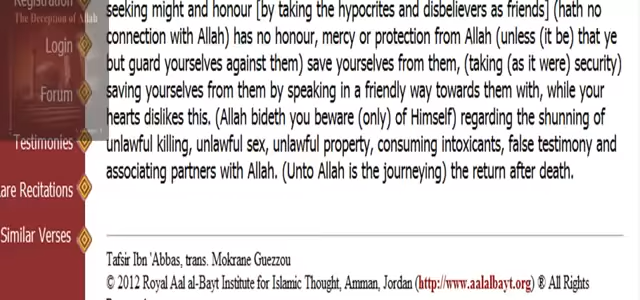 Registration
The Deception of Allah
Login
Forum
Testimonies
are Recitations
Similar Verses
seeking might and honour [by taking the hypocrites and disbelievers as friends] (hath no
connection with Allah) has no honour, mercy or protection from Allah (unless (it be) that ye
but guard yourselves against them) save yourselves from them, (taking (as it were) security)
saving yourselves from them by speaking in a friendly way towards them with, while your
hearts dislikes this. (Allah bideth you beware (only) of Himself) regarding the shunning of
unlawful killing, unlawful sex, unlawful property, consuming intoxicants, false testimony and
associating partners with Allah. (Unto Allah is the journeying) the return after death.
Tafsir Ibn 'Abbas, trans. Mokrane Guezzou
© 2012 Royal Aal al-Bayt Institute for Islamic Thought, Amman, Jordan (http://www.aalalbayt.org) ® All Rights